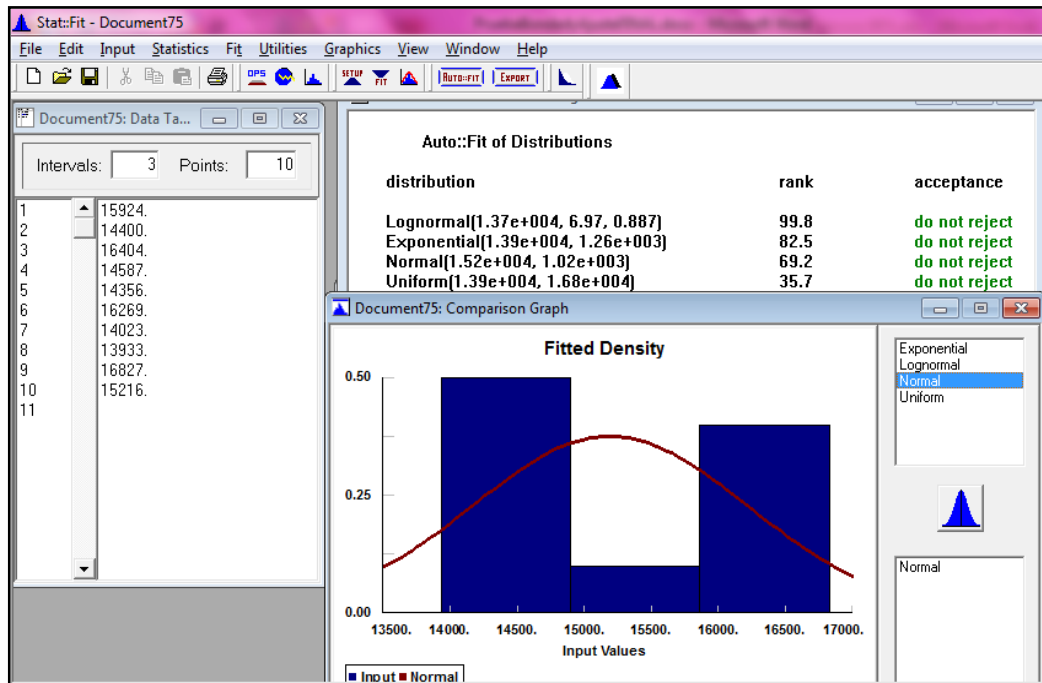 Stat::Fit - Document75
File Edit Input Statistics Fit Utilities Graphics View Window Help
OPS SETUP FIT AUTO::FIT EXPORT
Document75: Data Ta...
Intervals: 3 Points: 10
1 15924.
2 14400.
3 16404.
4 14587.
5 14356.
6 16269.
7 14023.
8 13933.
9 16827.
10 15216.
11
Auto::Fit of Distributions
distribution rank acceptance
Lognormal(1.37e+004, 6.97, 0.887) 99.8 do not reject
Exponential(1.39e+004, 1.26e+003) 82.5 do not reject
Normal(1.52e+004, 1.02e+003) 69.2 do not reject
Uniform(1.39e+004, 1.68e+004) 35.7 do not reject
Document75: Comparison Graph
Fitted Density
0.50
0.25
0.00
13500. 14000. 14500. 15000. 15500. 16000. 16500. 17000.
Input Values
Input Normal
Exponential
Lognormal
Normal
Uniform
Normal